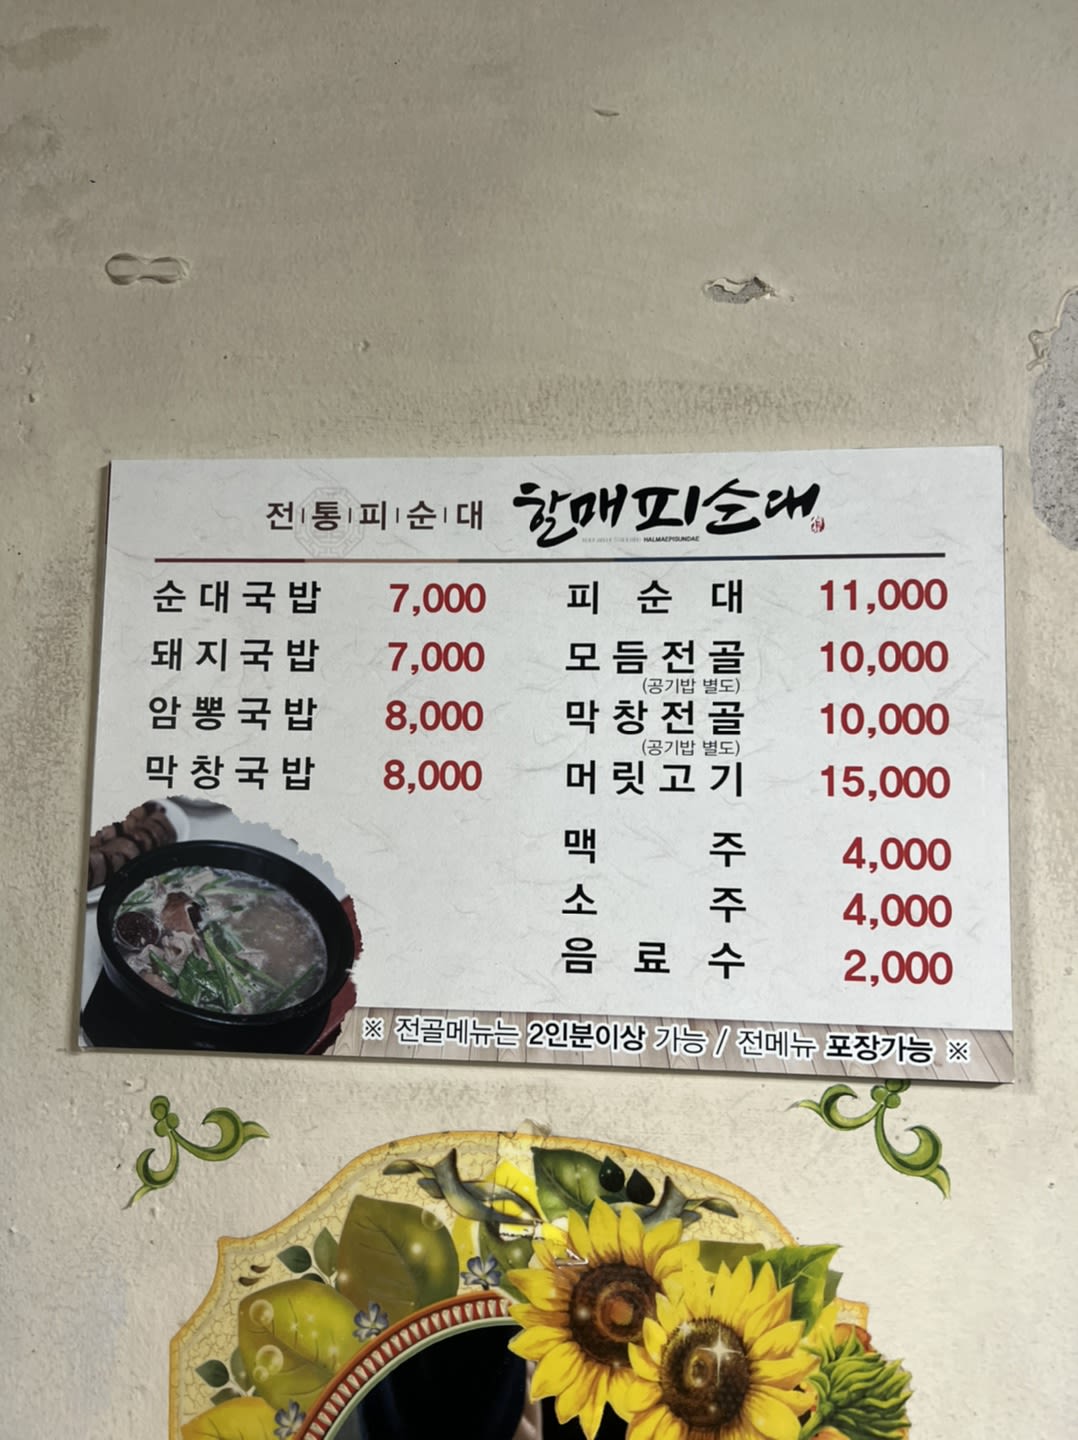 전통피순대 할매피순대
HALMAEPISUNDAE
순대국밥 7,000
돼지국밥 7,000
암뽕국밥 8,000
막창국밥 8,000
피순대 11,000
모듬전골 10,000
(공기밥 별도)
막창전골 10,000
(공기밥 별도)
머릿고기 15,000
맥주 4,000
소주 4,000
음료수 2,000
※ 전골메뉴는 2인분이상 가능 / 전메뉴 포장가능 ※